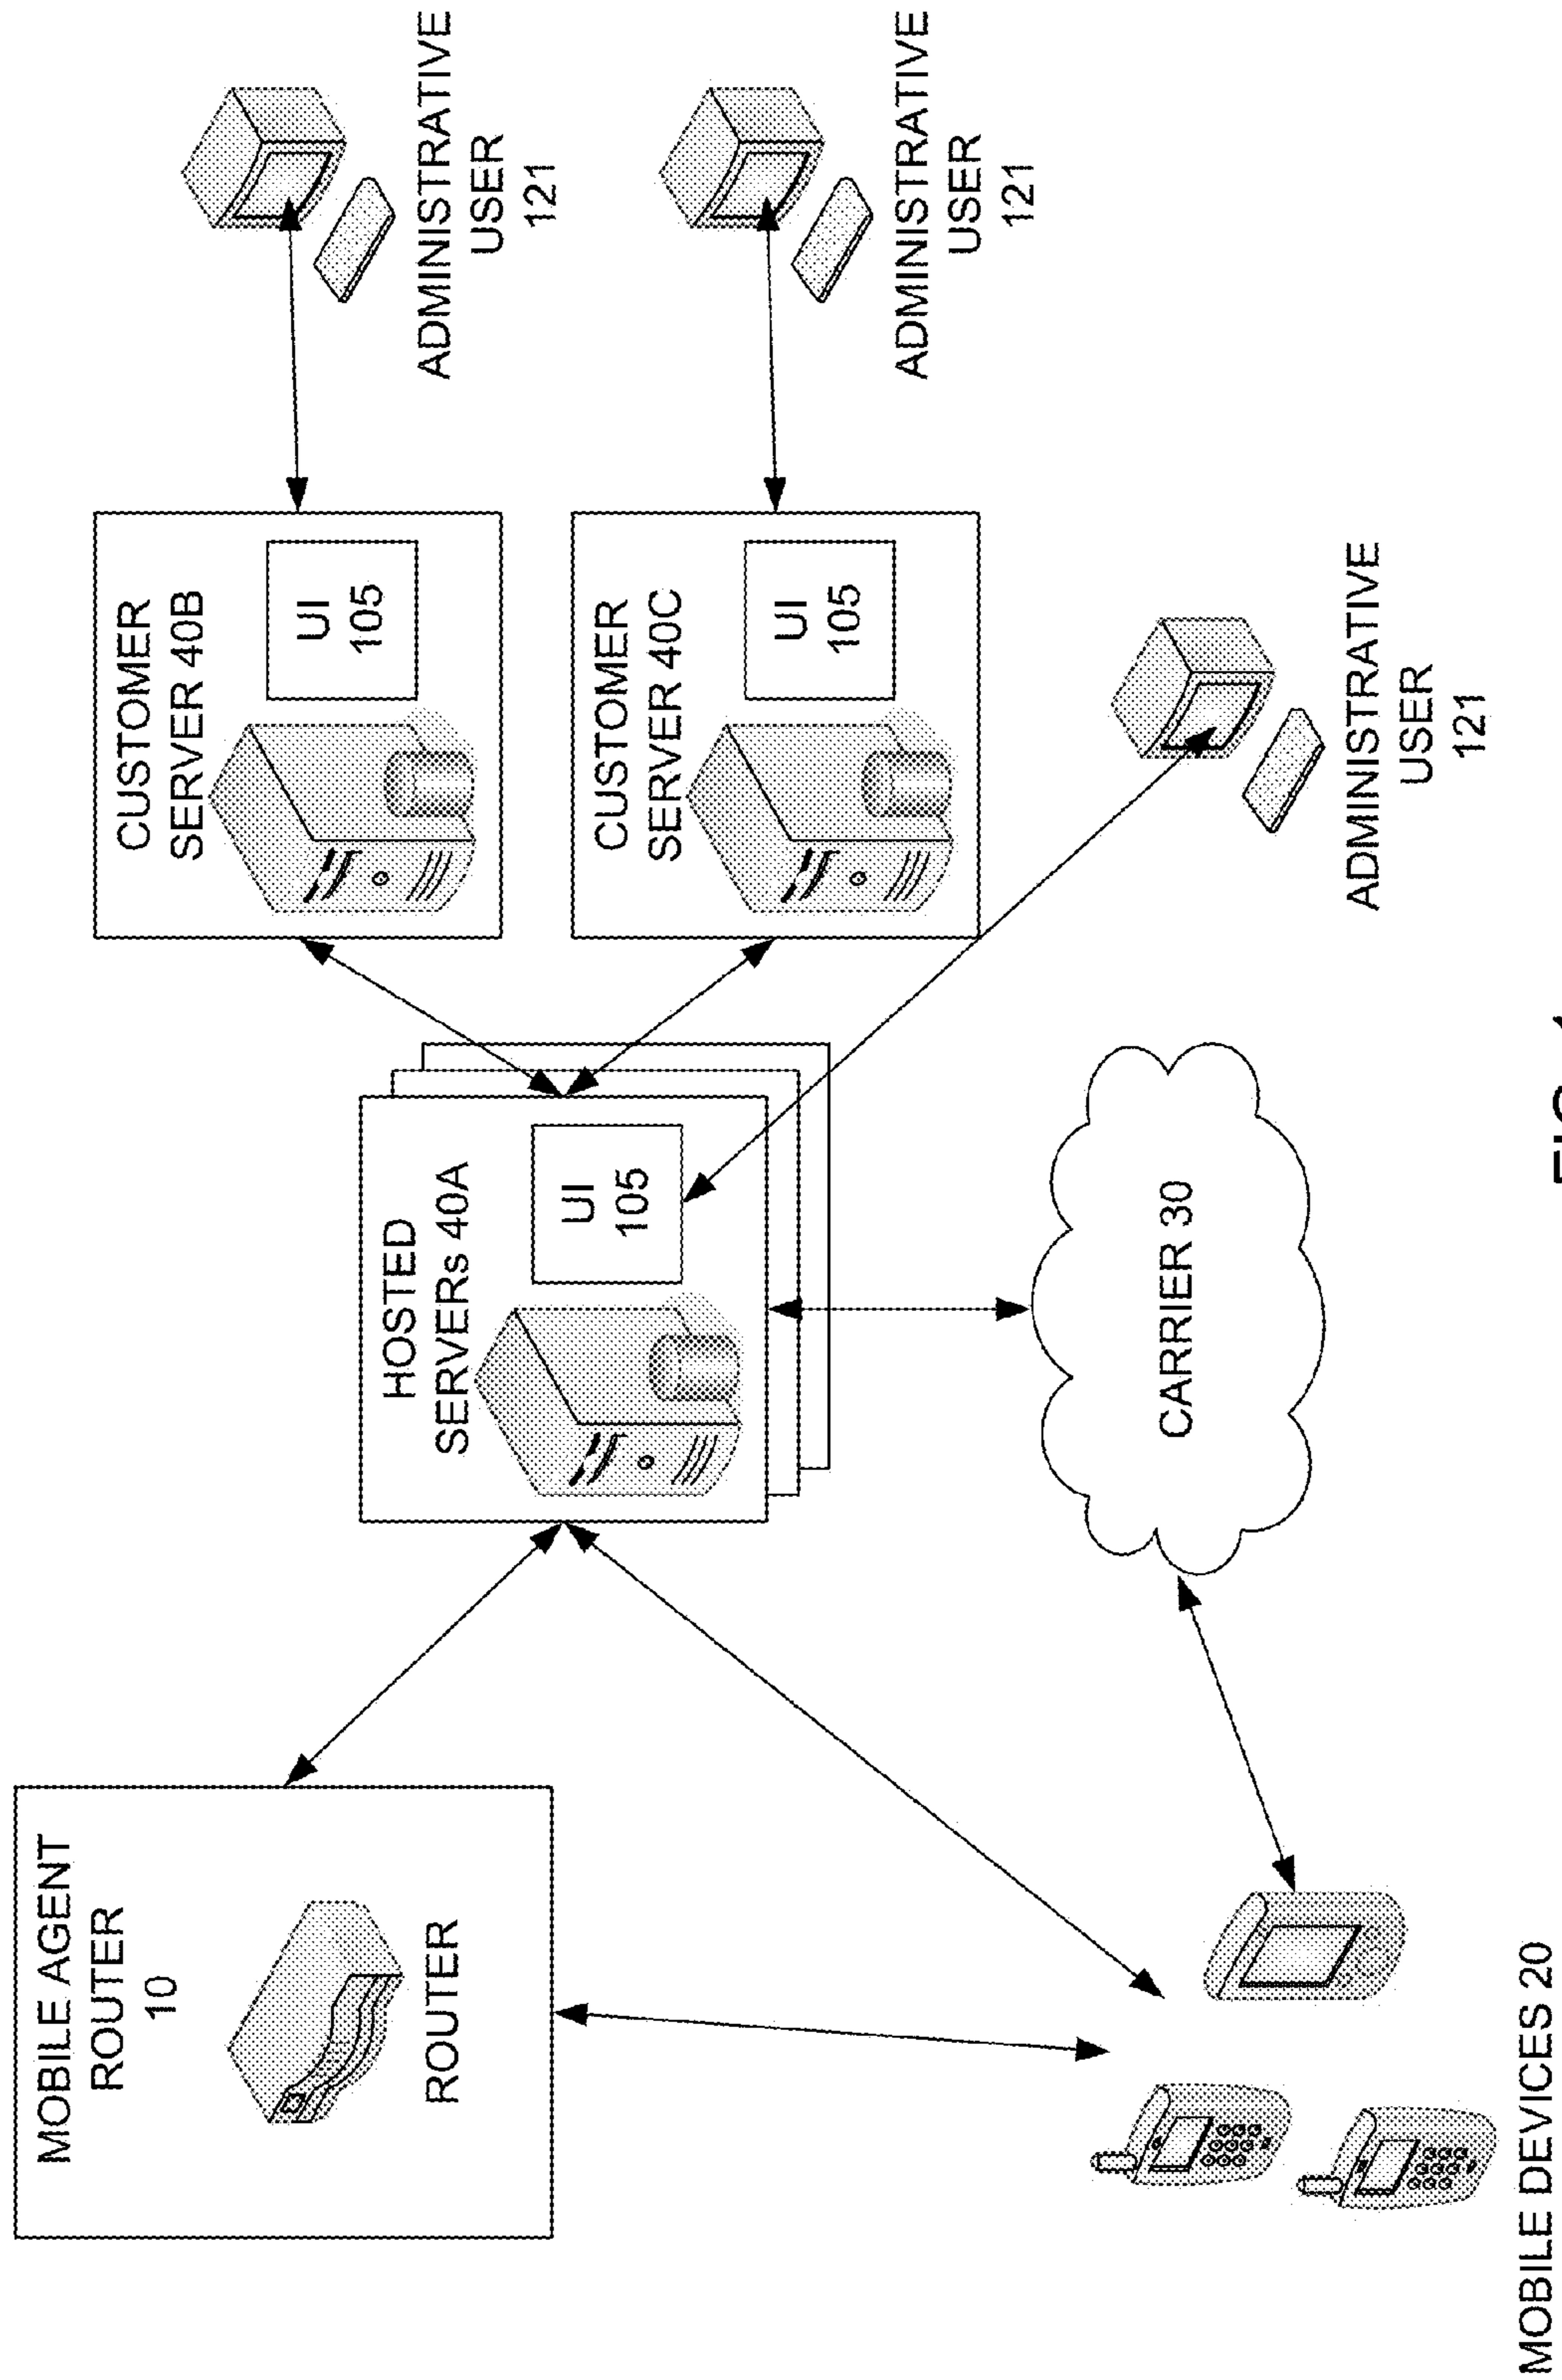 MOBILE AGENT
ROUTER
10
ROUTER
MOBILE DEVICES 20
HOSTED
SERVERs 40A
UI
105
CARRIER 30
CUSTOMER
SERVER 40B
UI
105
CUSTOMER
SERVER 40C
UI
105
ADMINISTRATIVE
USER
121
ADMINISTRATIVE
USER
121
ADMINISTRATIVE
USER
121
FIG.